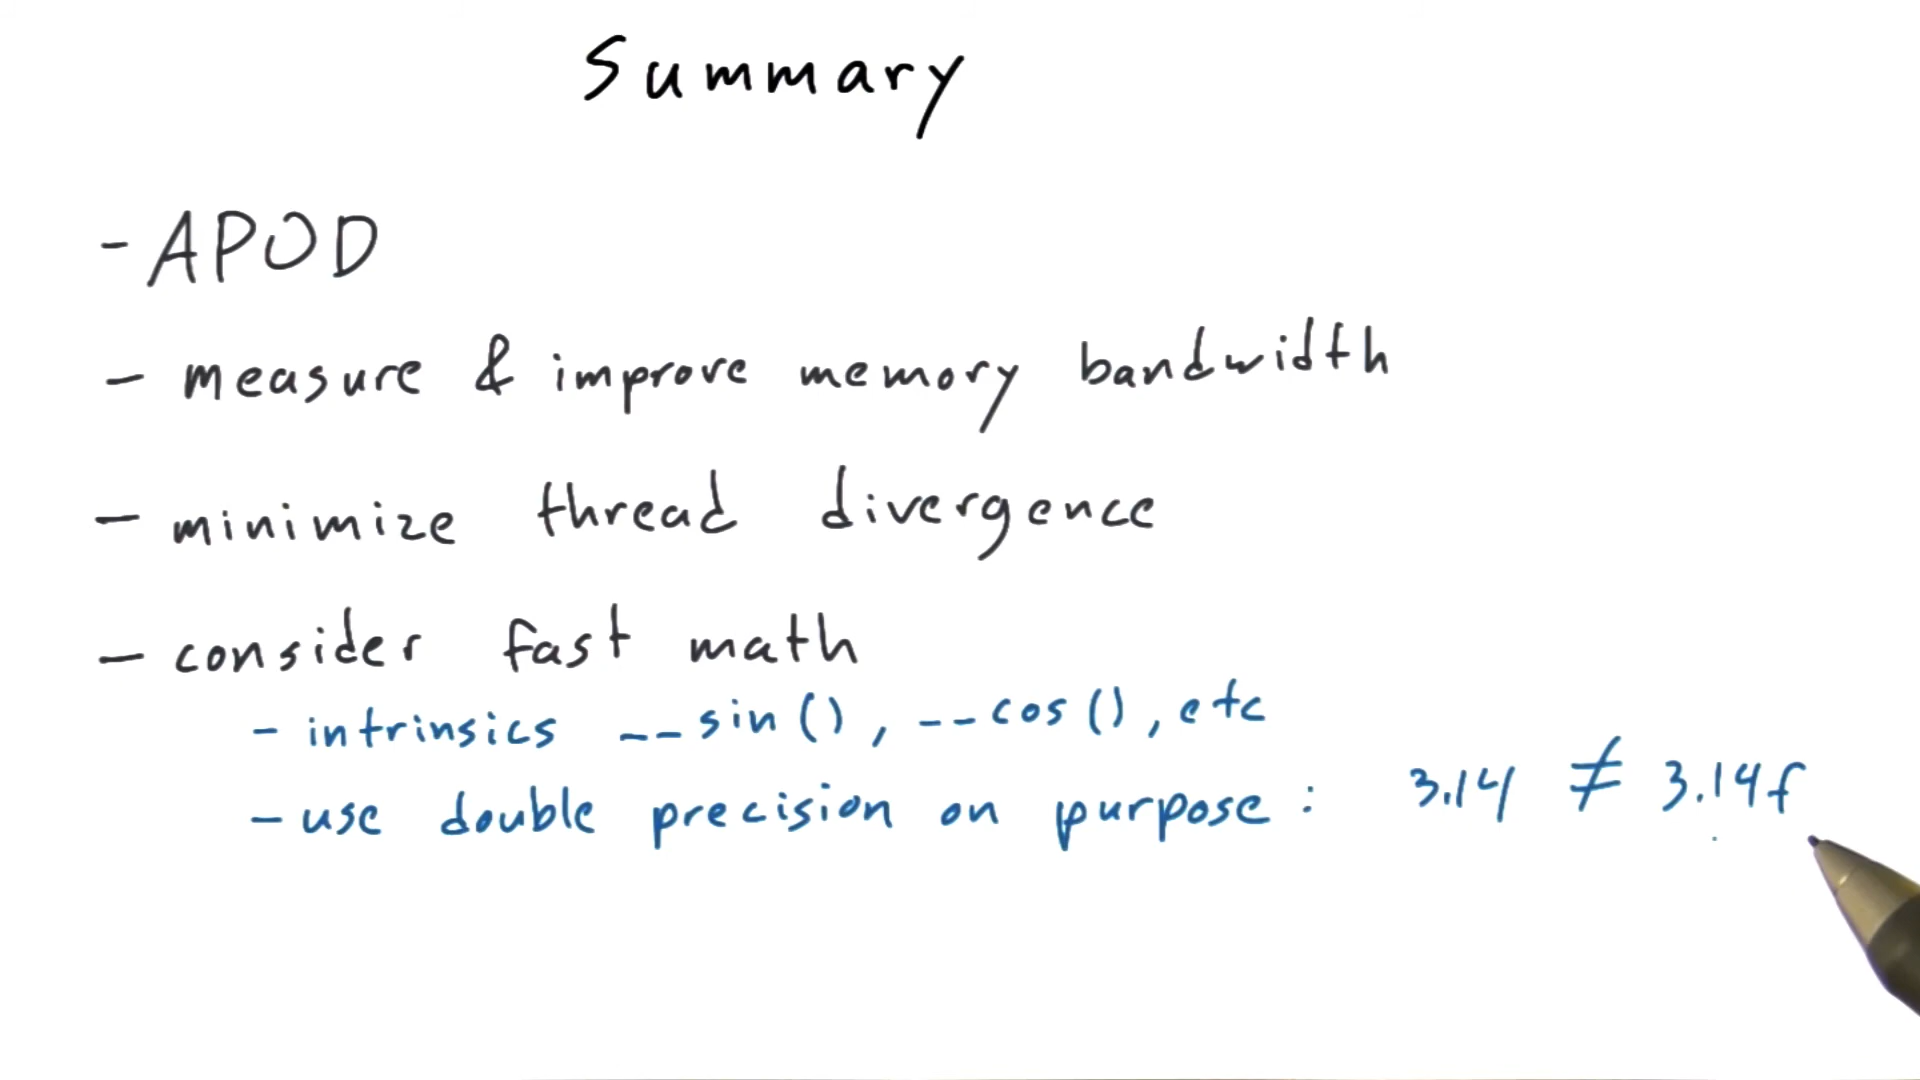 Summary
- APOD
- measure & improve memory bandwidth
- minimize thread divergence
- consider fast math
- intrinsics __sin(), __cos(), etc
- use double precision on purpose: 3.14 ≠ 3.14f